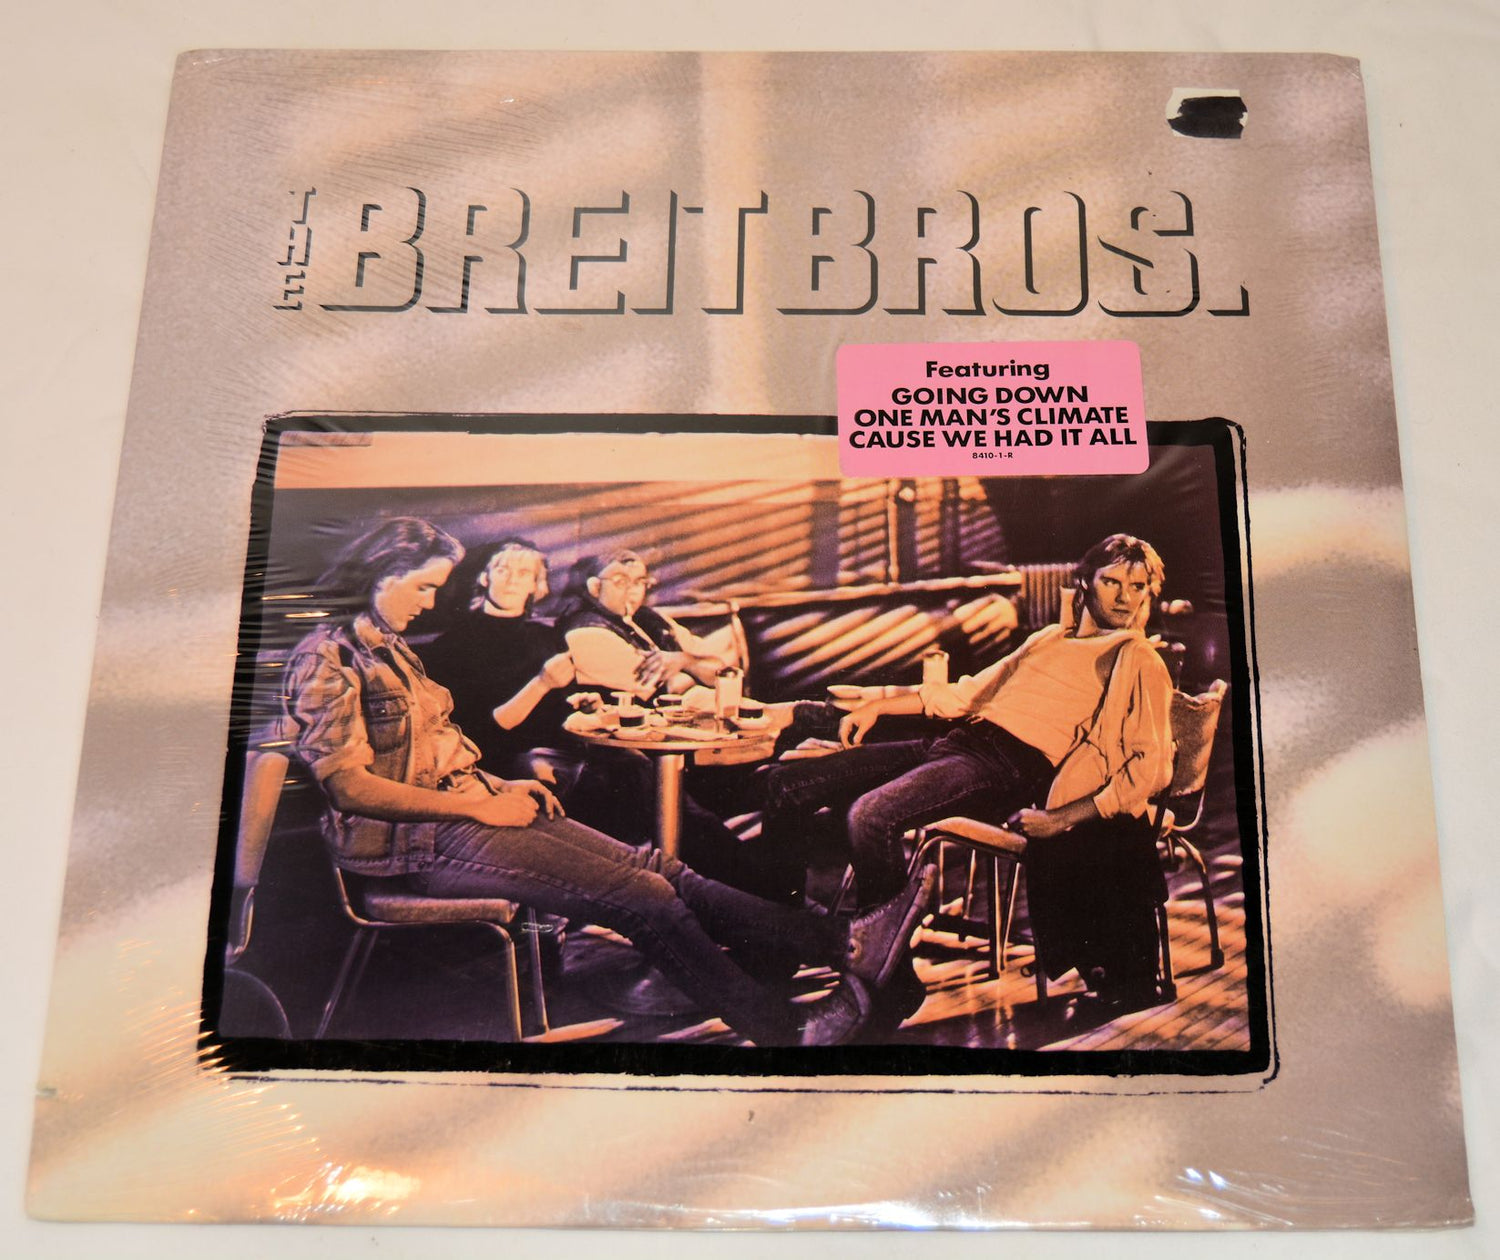 THE BREIT BROS.
Featuring
GOING DOWN
ONE MAN'S CLIMATE
CAUSE WE HAD IT ALL
8410-1-R